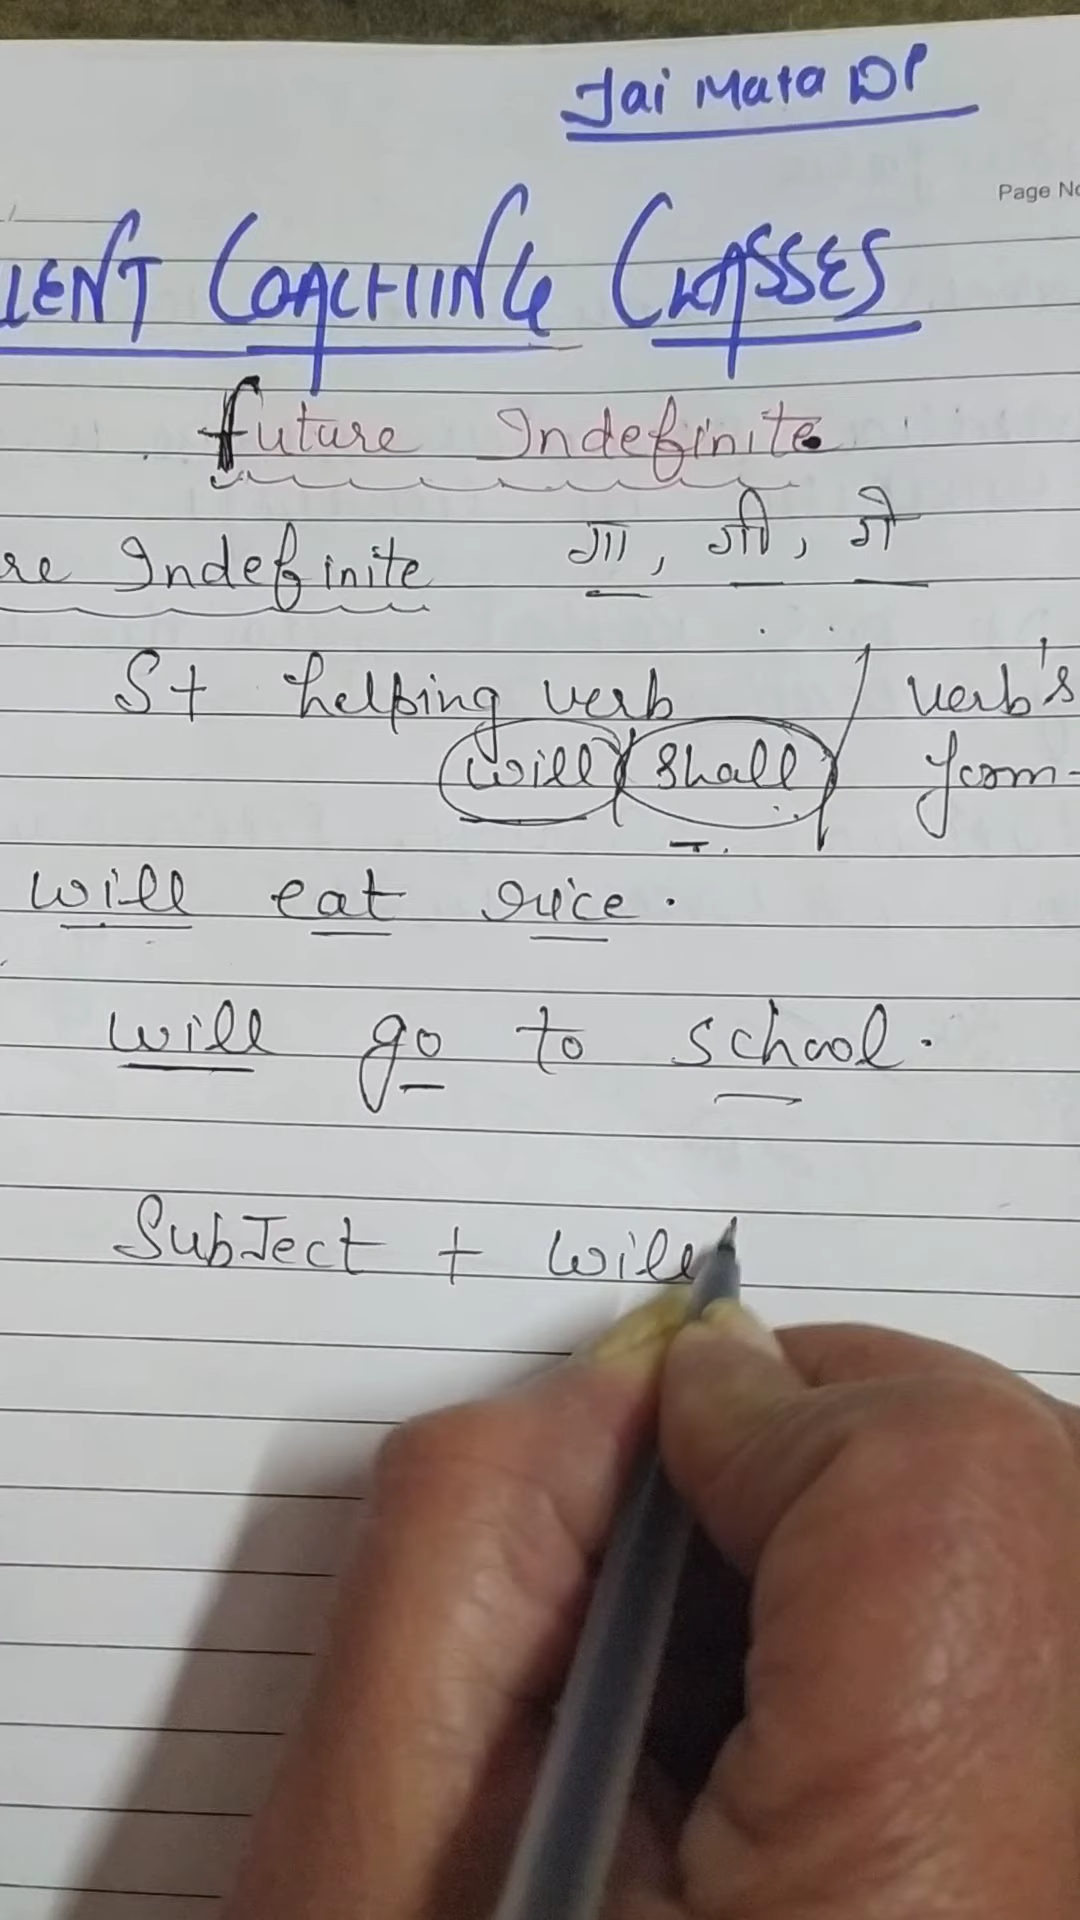 Jai Mata DI
Page No
LENT COACHING CLASSES
Future Indefinite
re Indefinite गा, गी, गे
S+ helping verb / verb's
will / shall form-
will eat rice.
will go to school.
SubJect + will